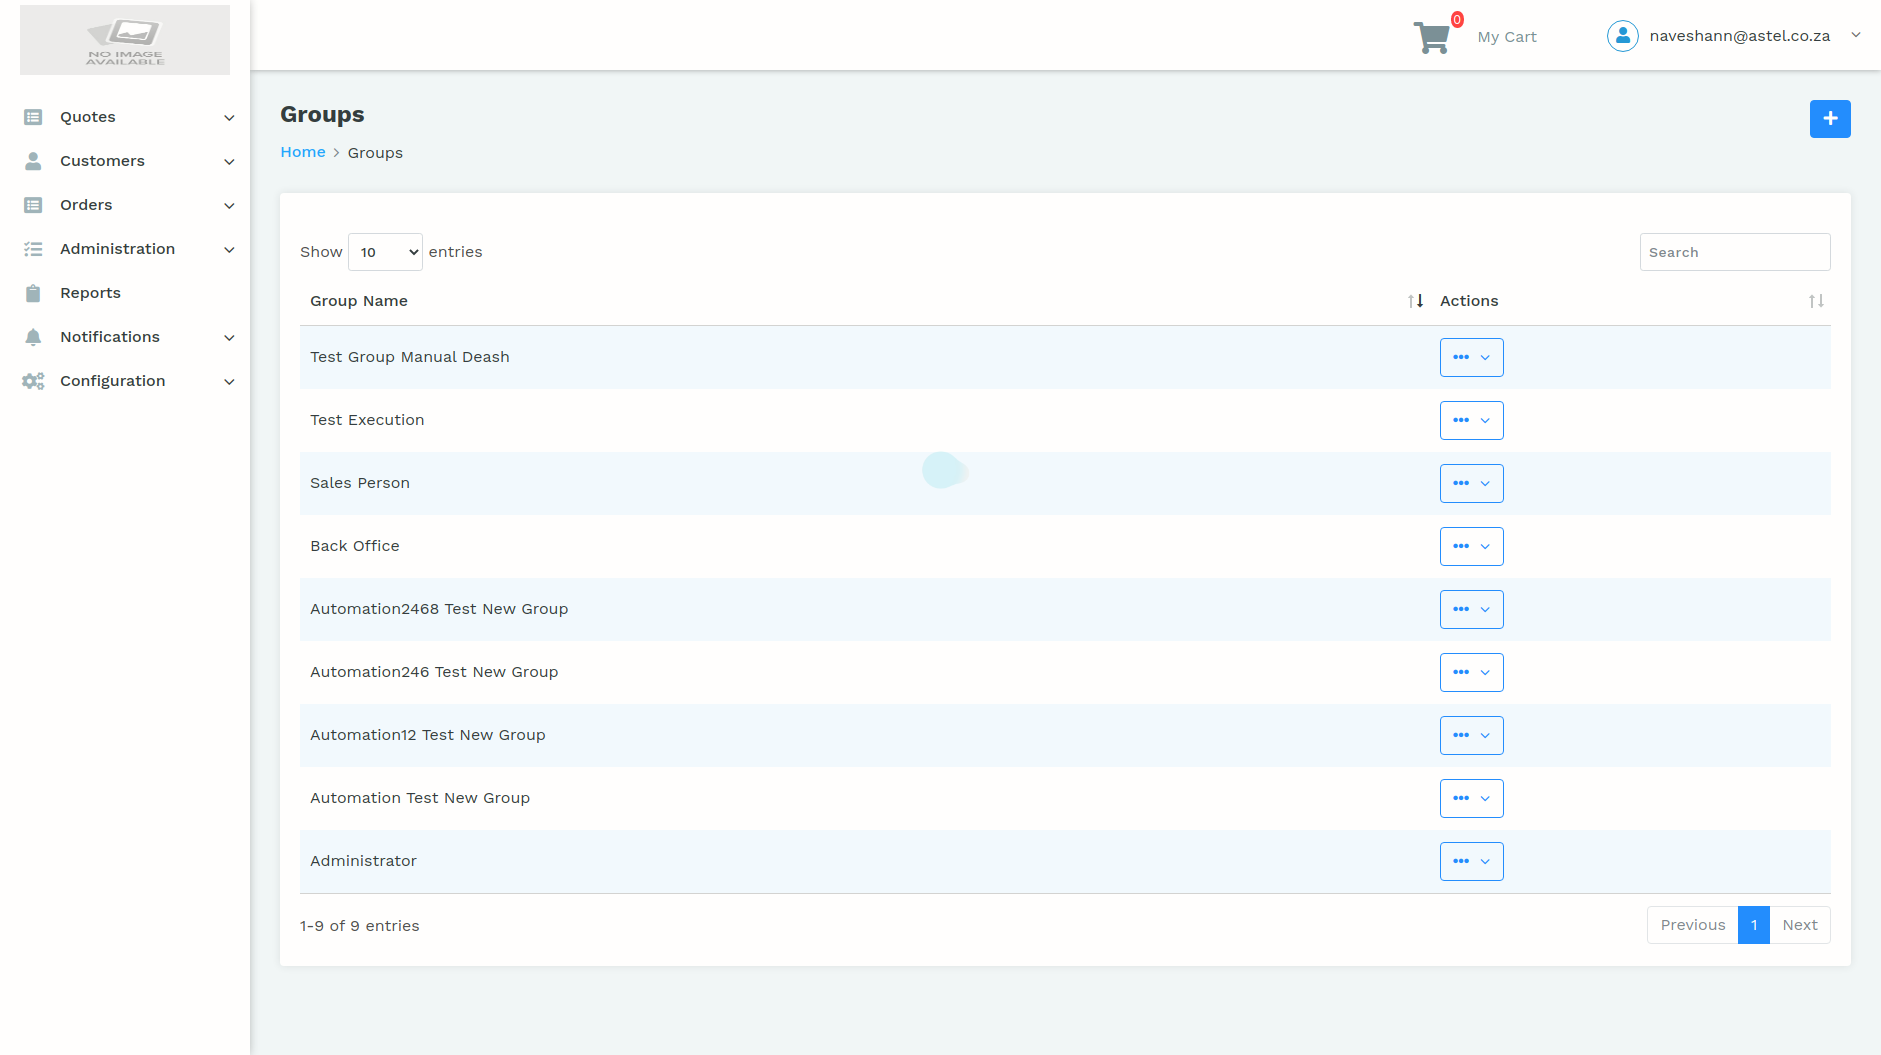 NO IMAGE
AVAILABLE
0
My Cart
naveshann@astel.co.za
Quotes
Customers
Orders
Administration
Reports
Notifications
Configuration
Groups
Home > Groups
Show 10 entries
Search
Group Name
Actions
Test Group Manual Deash
Test Execution
Sales Person
Back Office
Automation2468 Test New Group
Automation246 Test New Group
Automation12 Test New Group
Automation Test New Group
Administrator
1-9 of 9 entries
Previous 1 Next